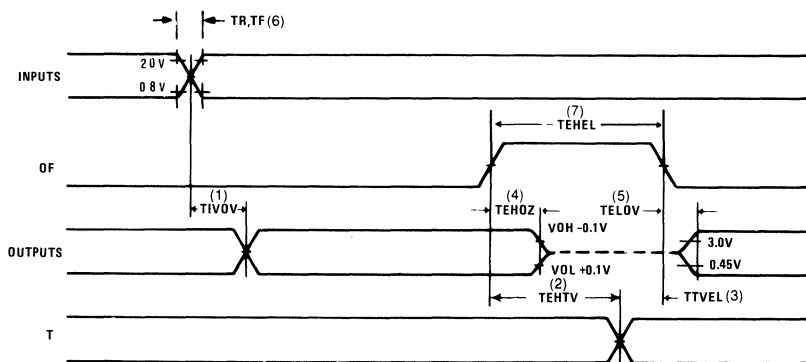 TR,TF (6)
2 0 V
INPUTS
0 8 V
(7)
TEHEL
OF
(1)
TIVOV
(4)
TEHOZ
(5)
TELOV
VOH –0.1V
OUTPUTS
3.0V
0.45V
VOL +0.1V
(2)
TEHTV
TTVEL (3)
T